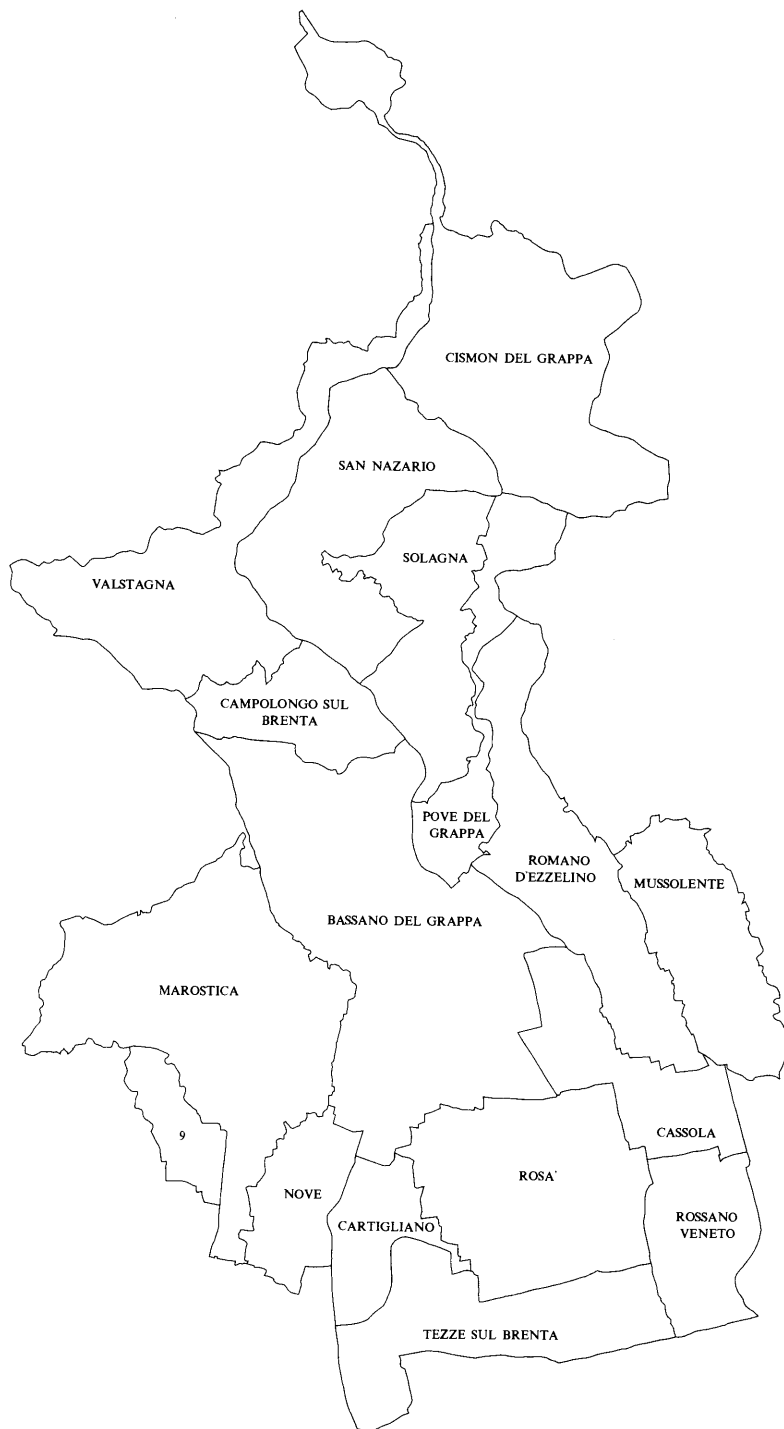 CISMON DEL GRAPPA
SAN NAZARIO
SOLAGNA
VALSTAGNA
CAMPOLONGO SUL
BRENTA
POVE DEL
GRAPPA
ROMANO
D'EZZELINO
MUSSOLENTE
BASSANO DEL GRAPPA
MAROSTICA
9
CASSOLA
ROSA'
NOVE
CARTIGLIANO
ROSSANO
VENETO
TEZZE SUL BRENTA